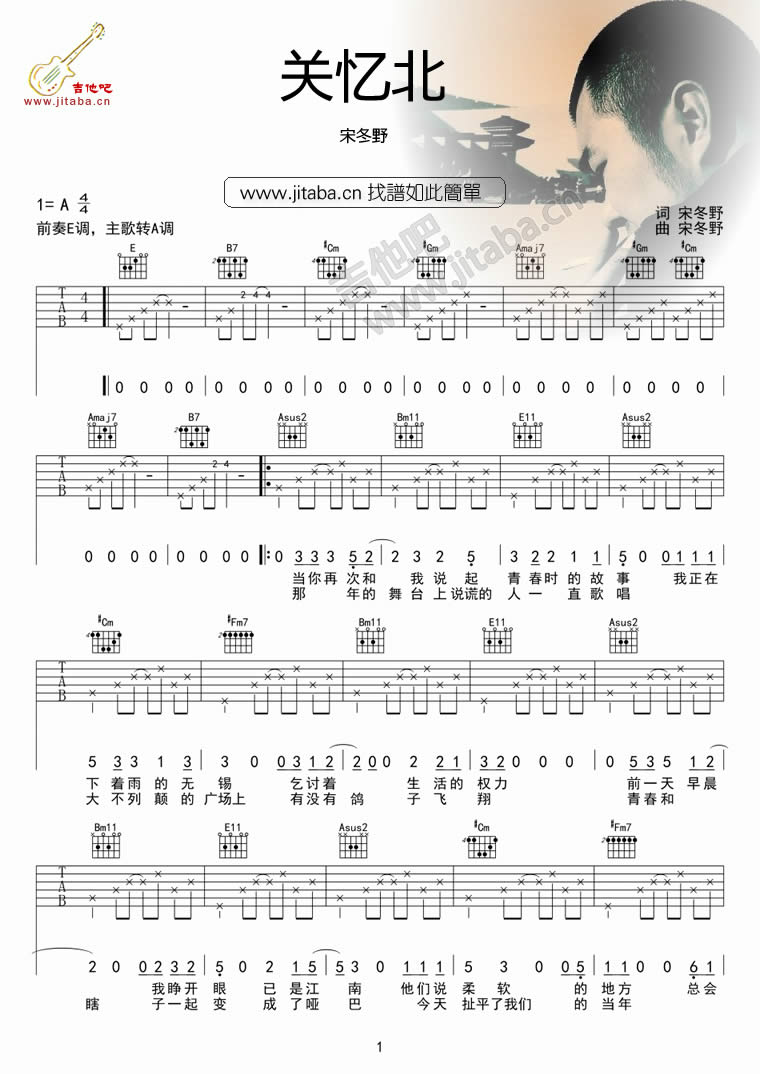 吉他吧
www.jitaba.cn
关忆北
宋冬野
www.jitaba.cn 找譜如此簡單
1= A 4/4
前奏E调，主歌转A调
词 宋冬野
曲 宋冬野
吉他吧
www.jitaba.cn
E B7 #Cm #Gm Amaj7 #Gm #Cm
T A B 4/4 2 4 4
0 0 0 0 | 0 0 0 0 | 0 0 0 0 | 0 0 0 0 | 0 0 0 0 | 0 0 0 0
Amaj7 B7 Asus2 Bm11 E11 Asus2
T A B 2 4
0 0 0 0 | 0 0 0 0 |: 0 3 3 3 5 2 | 2 3 2 5 | 3 2 2 1 1 | 5 0 0 1 1 1
当你再 次和 我 说 起 青春时的故 事 我正在
那 年的 舞 台上说谎的 人一 直歌 唱
#Cm #Fm7 Bm11 E11 Asus2
T A B
5 3 3 1 3 | 3 0 0 3 1 2 | 2 0 0 2 2 1 | 2 1 0 0 | 0 5 3 5 1 2
下 着雨的 无 锡 乞讨着 生 活的 权力 前一天 早晨
大 不列 颠的广场上 有没有 鸽 子 飞 翔 青春和
Bm11 E11 Asus2 #Cm #Fm7
T A B
2 0 0 2 3 2 | 5 0 2 1 5 | 5 3 0 1 1 1 | 5 3 0 0 5 | 1 0 0 6 1
我睁开 眼 已 是江 南 他们说 柔 软 的 地方 总会
瞎 子一起 变 成了哑 巴 今天 扯平了我们 的 当年
1